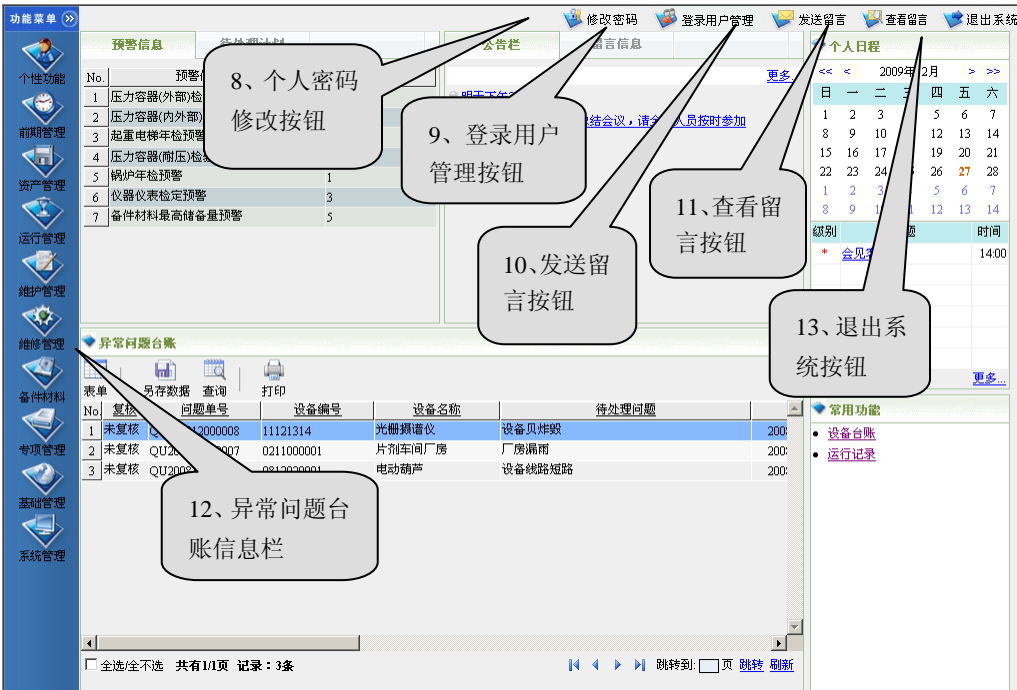 功能菜单
修改密码 登录用户管理 发送留言 查看留言 退出系统
个性功能
前期管理
资产管理
运行管理
维护管理
维修管理
备件材料
专项管理
基础管理
系统管理
预警信息
No.
1 压力容器(外部)检
2 压力容器(内外部)
3 起重电梯年检预警
4 压力容器(耐压)检
5 锅炉年检预警 1
6 仪器仪表检定预警 3
7 备件材料最高储备量预警 5
公告栏 留言信息
更多
结会议，请全 人员按时参加
8、个人密码
修改按钮
9、登录用户
管理按钮
10、发送留
言按钮
11、查看留
言按钮
13、退出系
统按钮
12、异常问题台
账信息栏
个人日程
<< < 2009年 2月 > >>
日 一 二 三 四 五 六
1 2 3 5 6 7
8 9 10 12 13 14
15 16 17 19 20 21
22 23 24 26 27 28
1 2 3 5 6 7
8 9 12 13 14
级别 题 时间
* 会见 14:00
更多...
异常问题台账
表单 另存数据 查询 打印
No. 复核 问题单号 设备编号 设备名称 待处理问题
1 未复核 QU 2000008 11121314 光栅摄谱仪 设备贝炸毁 200
2 未复核 QU20 07 0211000001 片剂车间厂房 厂房漏雨 200
3 未复核 QU200 0812020001 电动葫芦 设备线路短路 200
常用功能
设备台账
运行记录
全选/全不选 共有1/1页 记录：3条 跳转到: 页 跳转 刷新